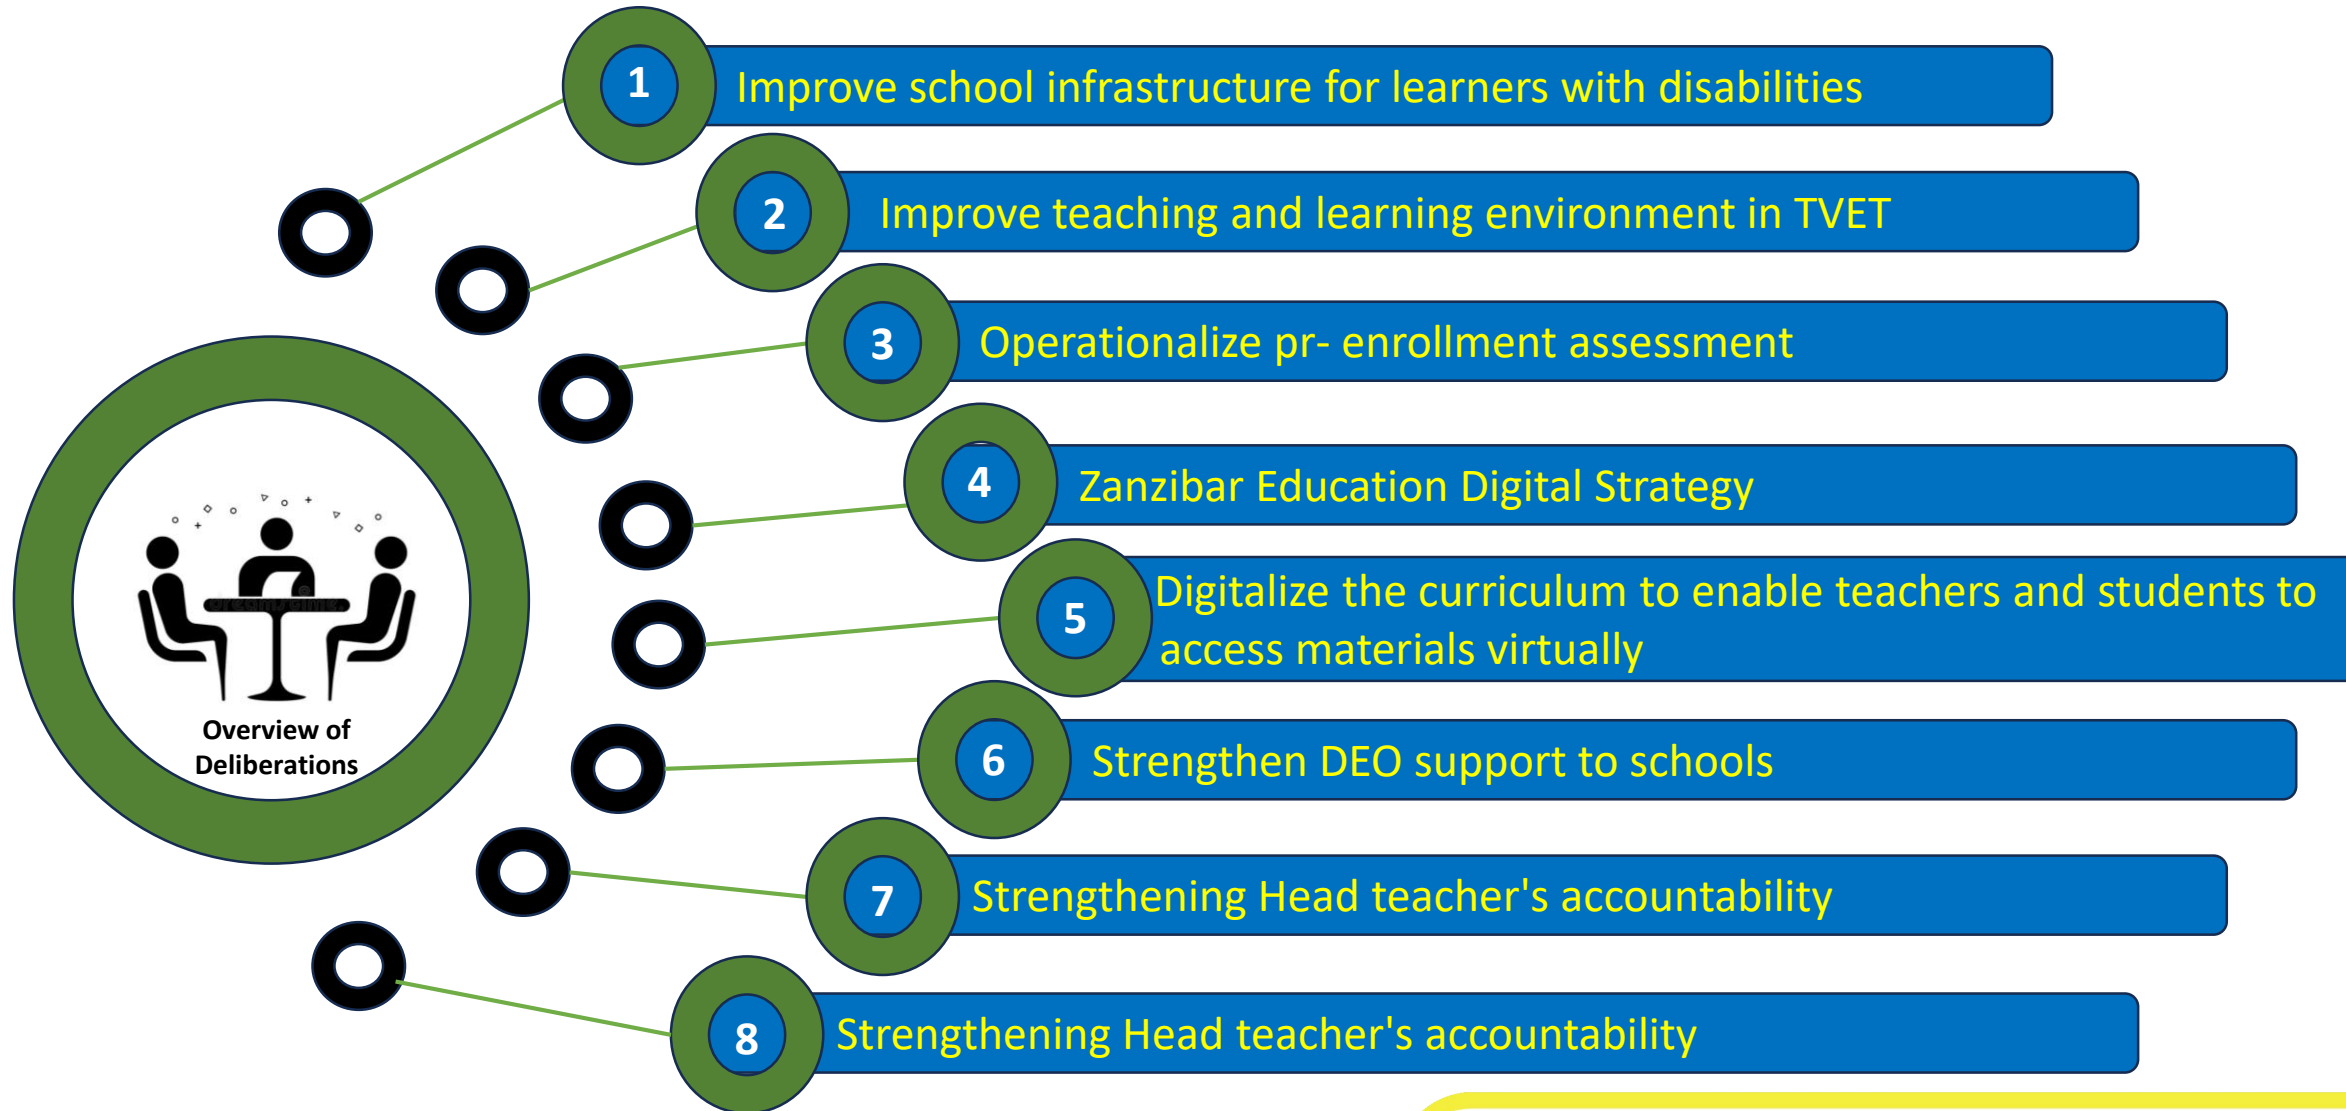 1
Improve school infrastructure for learners with disabilities
2
Improve teaching and learning environment in TVET
3
Operationalize pr- enrollment assessment
4
Zanzibar Education Digital Strategy
5
Digitalize the curriculum to enable teachers and students to
access materials virtually
6
Strengthen DEO support to schools
7
Strengthening Head teacher's accountability
8
Strengthening Head teacher's accountability
Overview of
Deliberations